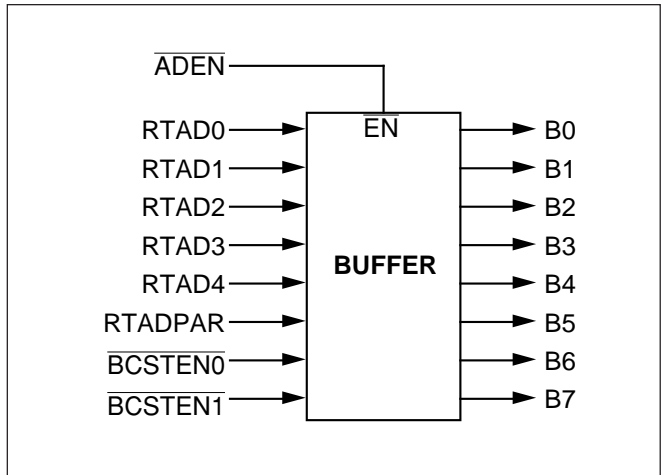 ADEN
EN
RTAD0 B0
RTAD1 B1
RTAD2 B2
RTAD3 B3
BUFFER
RTAD4 B4
RTADPAR B5
BCSTEN0 B6
BCSTEN1 B7